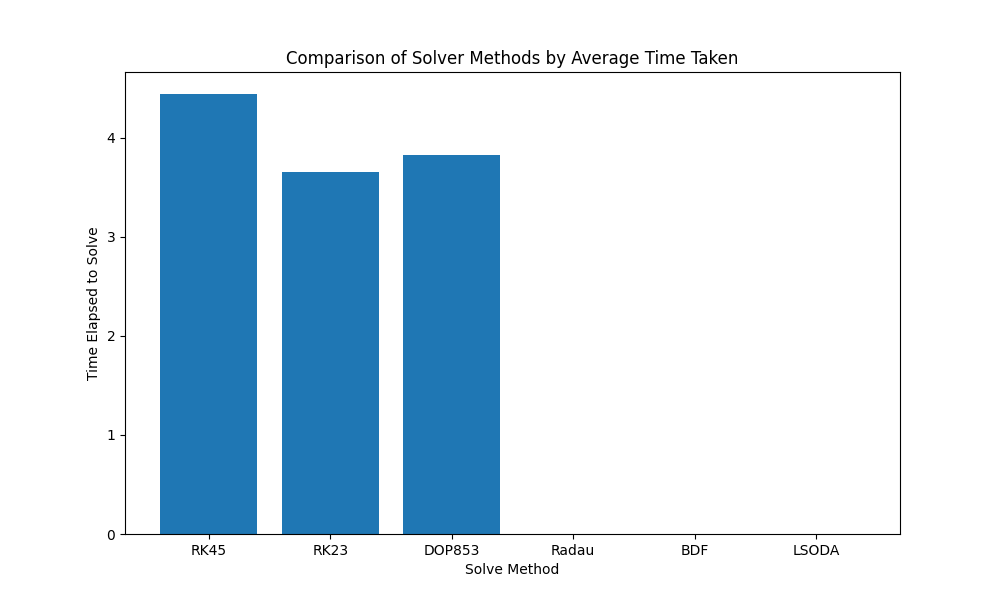 Comparison of Solver Methods by Average Time Taken
Time Elapsed to Solve
4
3
2
1
0
RK45 RK23 DOP853 Radau BDF LSODA
Solve Method